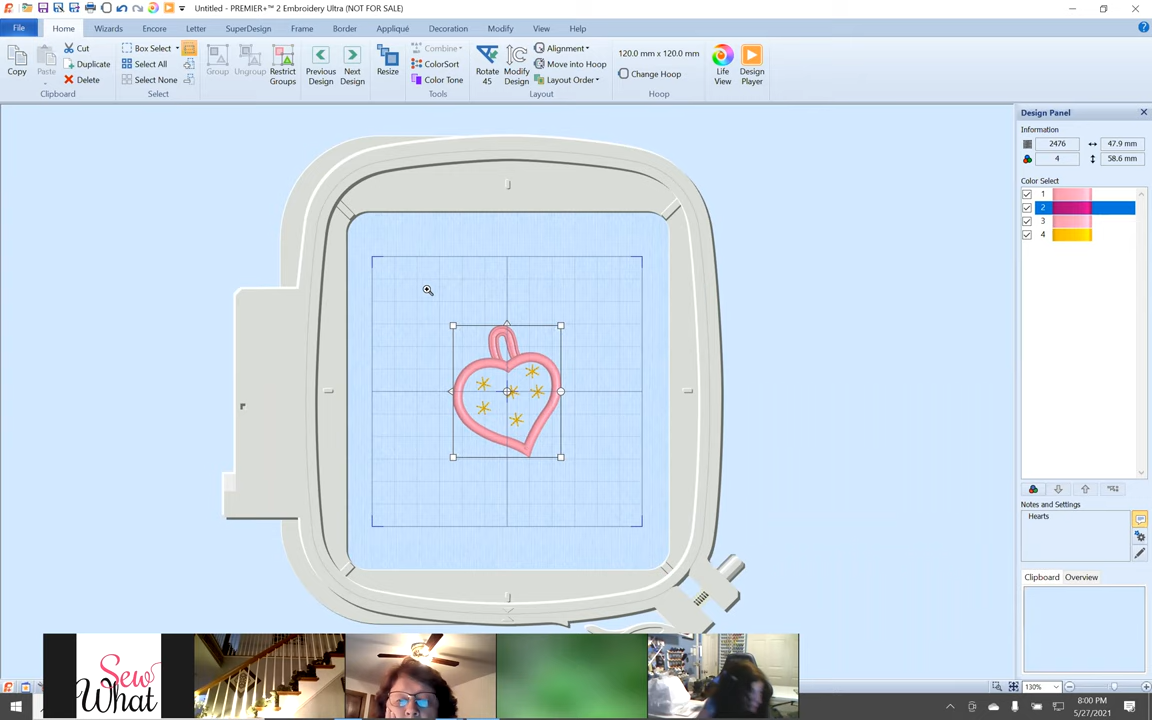 Untitled - PREMIER+™ 2 Embroidery Ultra (NOT FOR SALE)
File Home Wizards Encore Letter SuperDesign Frame Border Appliqué Decoration Modify View Help
Copy Paste Cut Duplicate Delete Clipboard
Box Select Select All Select None Select
Group Ungroup Restrict Groups Previous Design Next Design Resize
Combine ColorSort Color Tone Tools
Rotate 45 Modify Design Alignment Move into Hoop Layout Order Layout
120.0 mm x 120.0 mm Change Hoop Hoop
Life View Design Player
Design Panel
Information
2476 47.9 mm
4 58.6 mm
Color Select
1
2
3
4
Notes and Settings
Hearts
Clipboard Overview
Sew What
130%
8:00 PM
5/27/2021